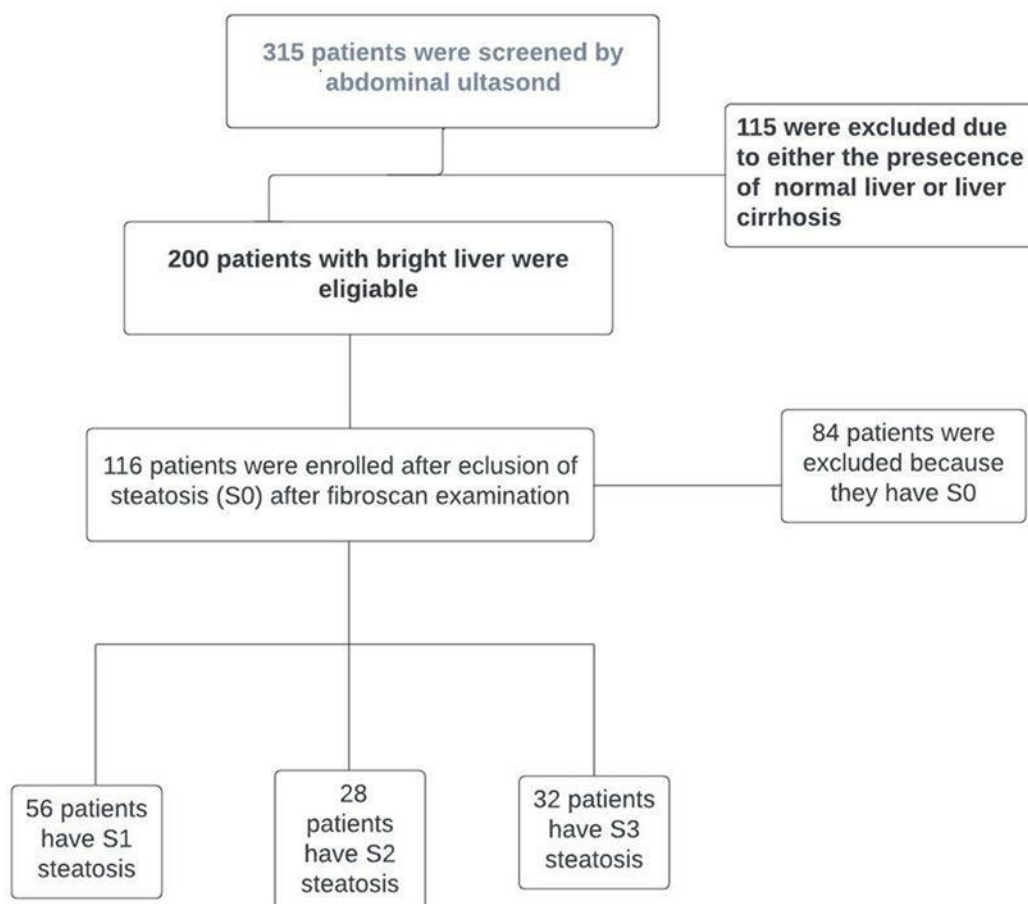 315 patients were screened by
abdominal ultasond
115 were excluded due
to either the presecence
of normal liver or liver
cirrhosis
200 patients with bright liver were
eligiable
116 patients were enrolled after eclusion of
steatosis (S0) after fibroscan examination
84 patients were
excluded because
they have S0
56 patients
have S1
steatosis
28
patients
have S2
steatosis
32 patients
have S3
steatosis